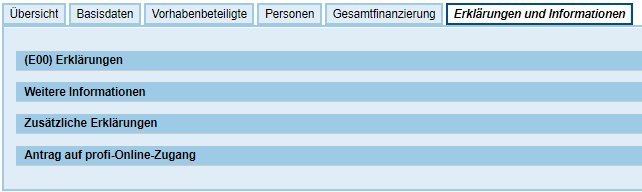 Übersicht Basisdaten Vorhabenbeteiligte Personen Gesamtfinanzierung Erklärungen und Informationen
(E00) Erklärungen
Weitere Informationen
Zusätzliche Erklärungen
Antrag auf profi-Online-Zugang